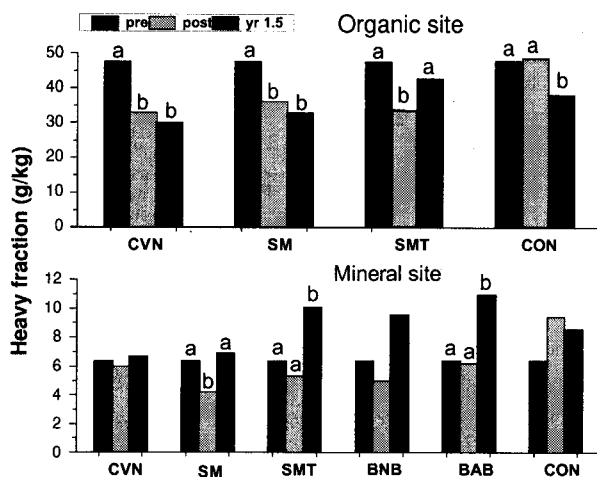 pre post yr 1.5
Organic site
a a a a a
b b b b b b
50
40
30
20
10
0
CVN SM SMT CON
Heavy fraction (g/kg)
Mineral site
12
10
8
6
4
2
0
a a a a a a
b b b
CVN SM SMT BNB BAB CON